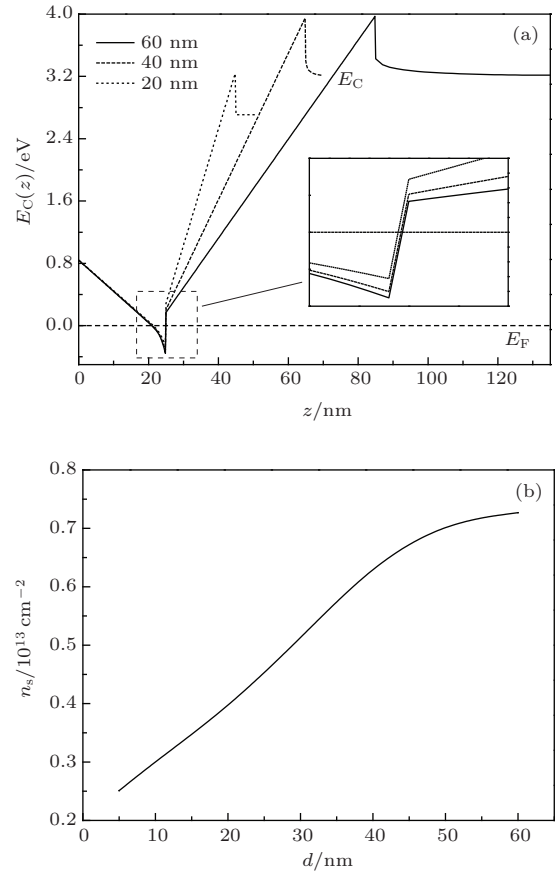 4.0
(a)
60 nm
40 nm
20 nm
3.2
E_C
2.4
E_C(z)/eV
1.6
0.8
0.0
E_F
0 20 40 60 80 100 120
z/nm
0.8
(b)
0.7
0.6
n_s/10^13 cm^-2
0.5
0.4
0.3
0.2
0 10 20 30 40 50 60
d/nm